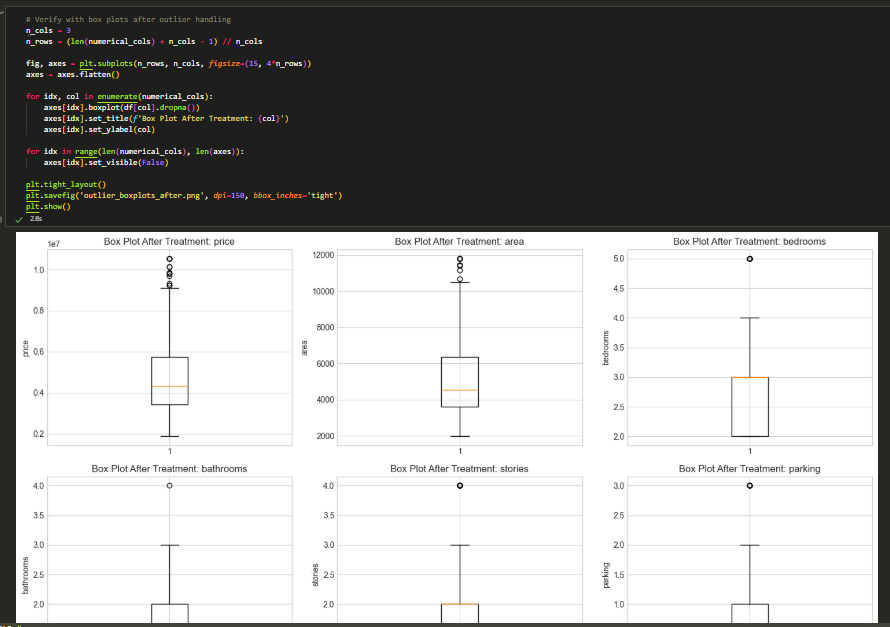 # Verify with box plots after outlier handling
n_cols = 3
n_rows = (len(numerical_cols) + n_cols - 1) // n_cols
fig, axes = plt.subplots(n_rows, n_cols, figsize=(15, 4*n_rows))
axes = axes.flatten()
for idx, col in enumerate(numerical_cols):
axes[idx].boxplot(df[col].dropna())
axes[idx].set_title(f'Box Plot After Treatment: {col}')
axes[idx].set_ylabel(col)
for idx in range(len(numerical_cols), len(axes)):
axes[idx].set_visible(False)
plt.tight_layout()
plt.savefig('outlier_boxplots_after.png', dpi=150, bbox_inches='tight')
plt.show()
2.8s
1e7
Box Plot After Treatment: price
1.0
0.8
0.6
0.4
0.2
price
1
Box Plot After Treatment: area
12000
10000
8000
6000
4000
2000
area
1
Box Plot After Treatment: bedrooms
5.0
4.5
4.0
3.5
3.0
2.5
2.0
bedrooms
1
Box Plot After Treatment: bathrooms
4.0
3.5
3.0
2.5
2.0
bathrooms
Box Plot After Treatment: stories
4.0
3.5
3.0
2.5
2.0
stories
Box Plot After Treatment: parking
3.0
2.5
2.0
1.5
1.0
parking